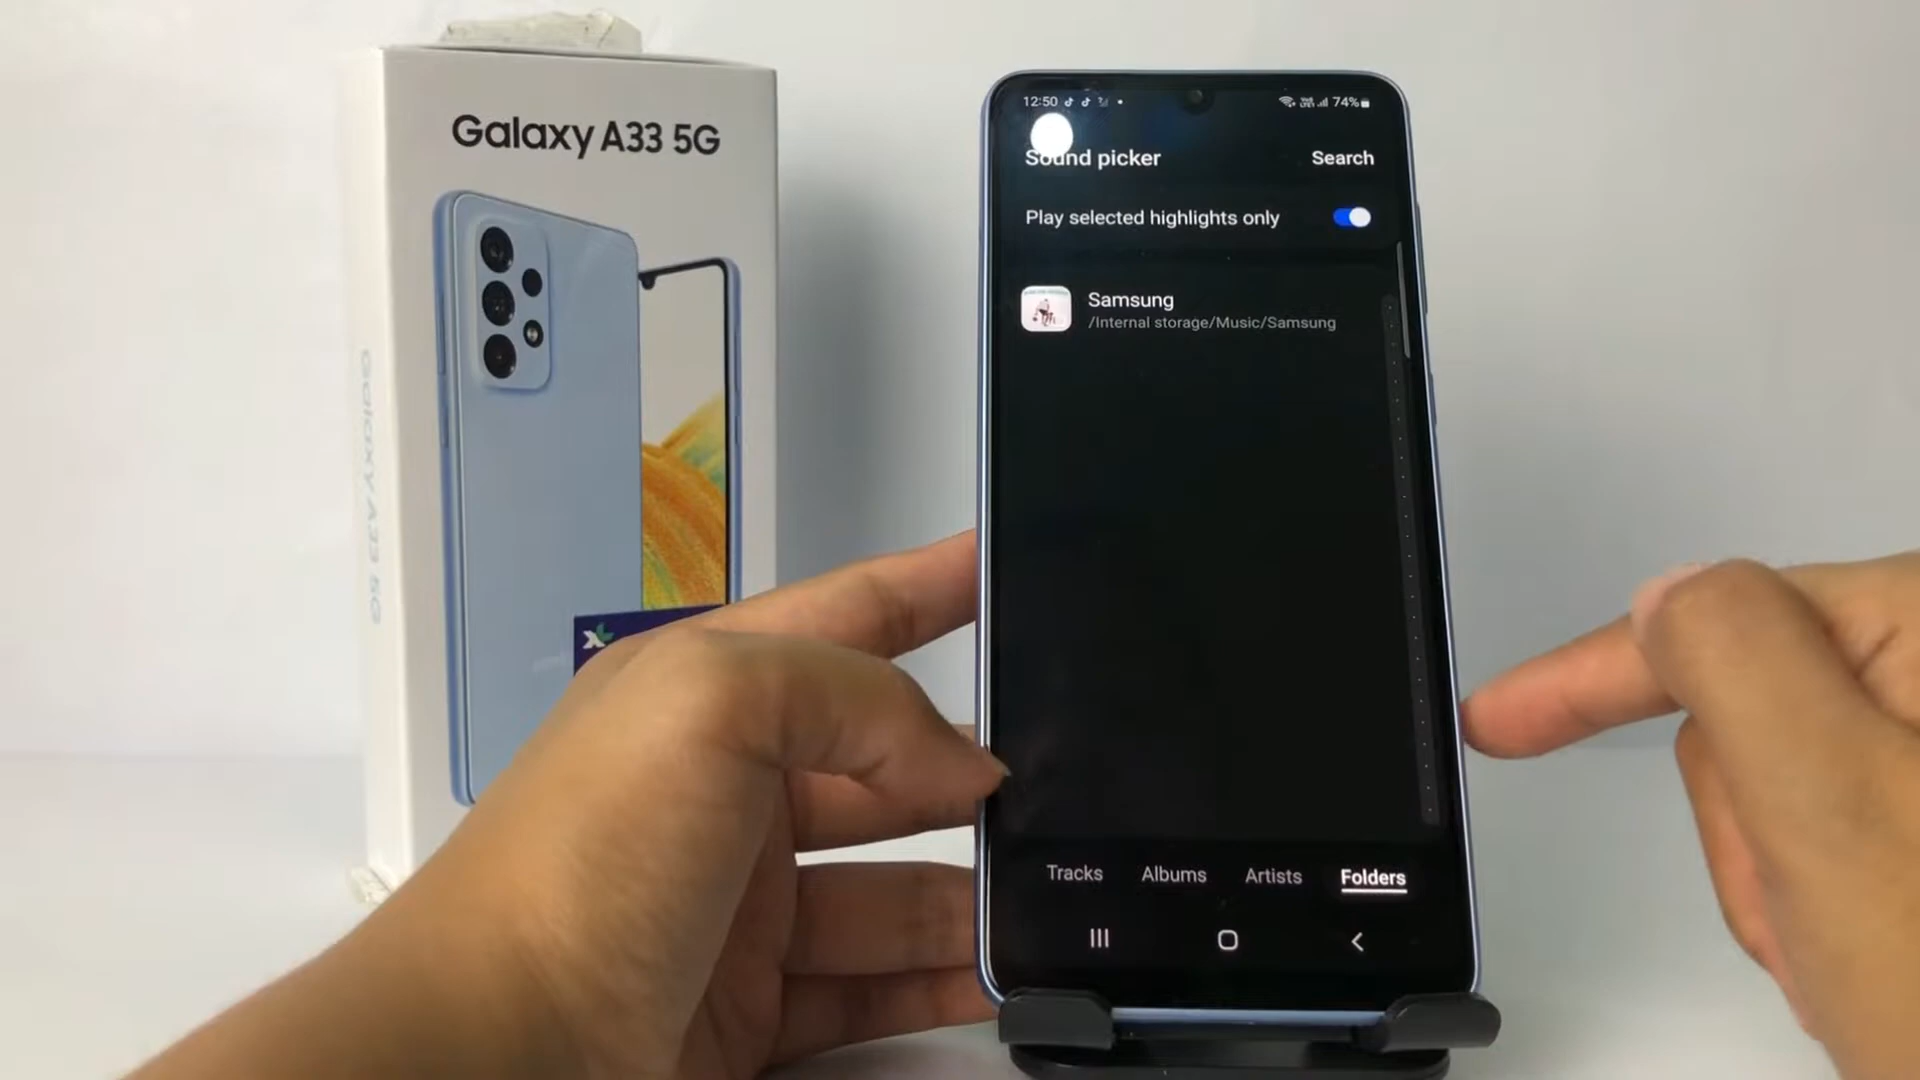 Galaxy A33 5G
Galaxy A33 5G
12:50
74%
Sound picker
Search
Play selected highlights only
Samsung
/Internal storage/Music/Samsung
Tracks
Albums
Artists
Folders
XL